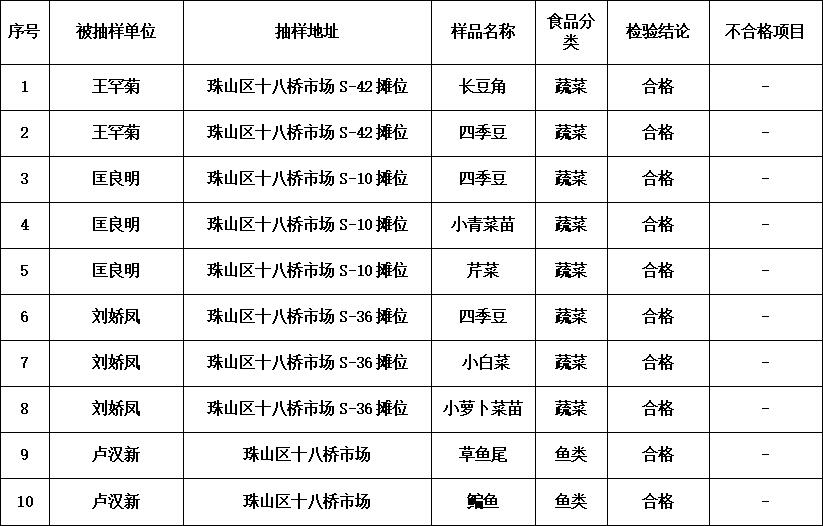 序号 被抽样单位 抽样地址 样品名称 食品分类 检验结论 不合格项目
1 王罕菊 珠山区十八桥市场 S-42 摊位 长豆角 蔬菜 合格 -
2 王罕菊 珠山区十八桥市场 S-42 摊位 四季豆 蔬菜 合格 -
3 匡良明 珠山区十八桥市场 S-10 摊位 四季豆 蔬菜 合格 -
4 匡良明 珠山区十八桥市场 S-10 摊位 小青菜苗 蔬菜 合格 -
5 匡良明 珠山区十八桥市场 S-10 摊位 芹菜 蔬菜 合格 -
6 刘娇凤 珠山区十八桥市场 S-36 摊位 四季豆 蔬菜 合格 -
7 刘娇凤 珠山区十八桥市场 S-36 摊位 小白菜 蔬菜 合格 -
8 刘娇凤 珠山区十八桥市场 S-36 摊位 小萝卜菜苗 蔬菜 合格 -
9 卢汉新 珠山区十八桥市场 草鱼尾 鱼类 合格 -
10 卢汉新 珠山区十八桥市场 鳊鱼 鱼类 合格 -